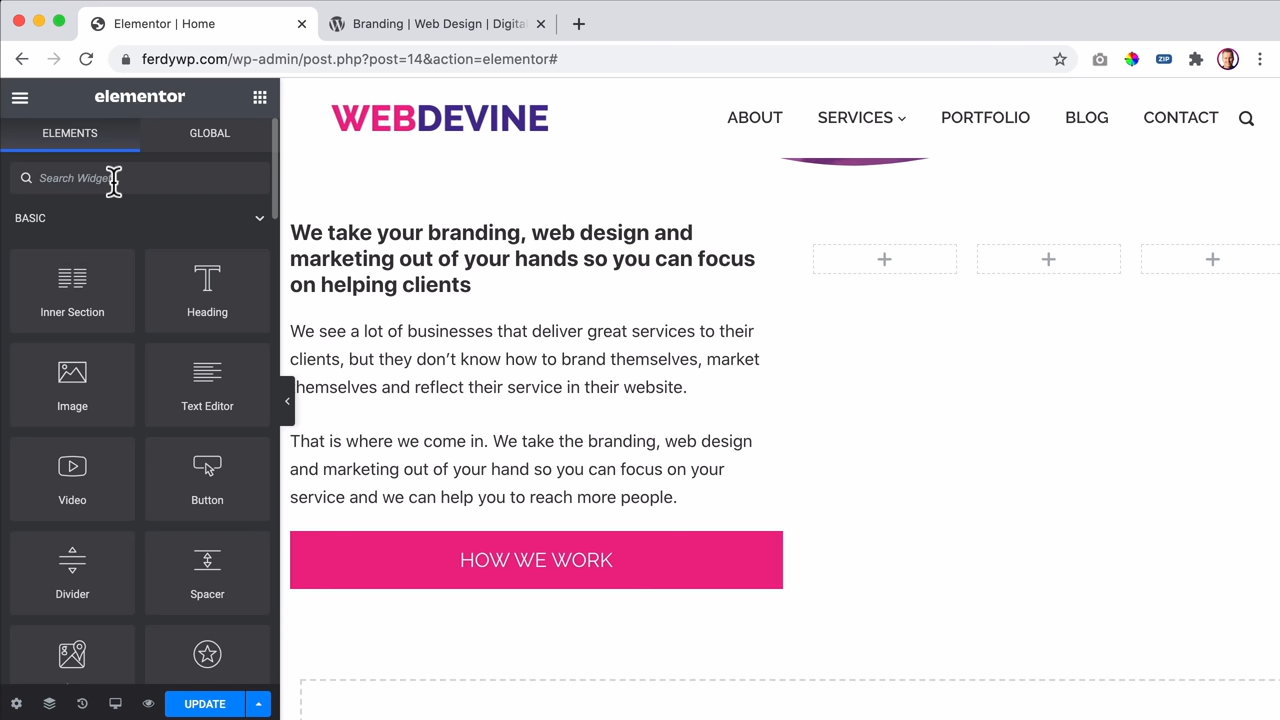 Elementor | Home
Branding | Web Design | Digita
ferdywp.com/wp-admin/post.php?post=14&action=elementor#
ZIP
elementor
ELEMENTS
GLOBAL
Search Widge
BASIC
Inner Section
Heading
Image
Text Editor
Video
Button
Divider
Spacer
UPDATE
WEBDEVINE
ABOUT
SERVICES
PORTFOLIO
BLOG
CONTACT
We take your branding, web design and
marketing out of your hands so you can focus
on helping clients
We see a lot of businesses that deliver great services to their
clients, but they don’t know how to brand themselves, market
themselves and reflect their service in their website.
That is where we come in. We take the branding, web design
and marketing out of your hand so you can focus on your
service and we can help you to reach more people.
HOW WE WORK